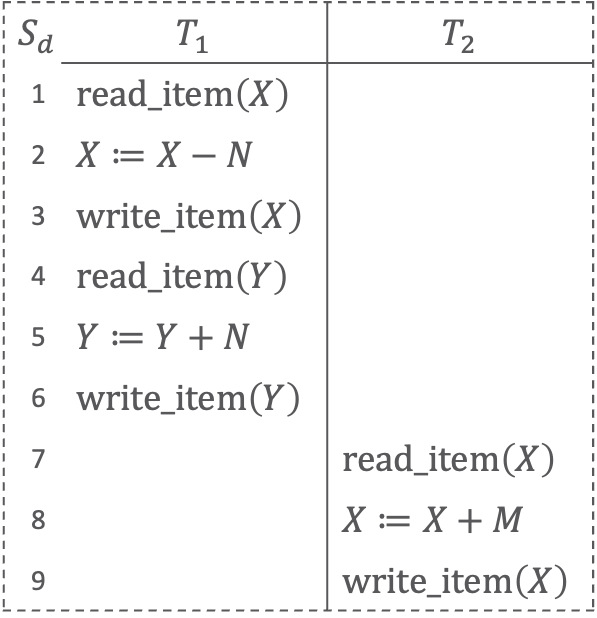 S_d T_1 T_2
1 read_item(X)
2 X ≔ X − N
3 write_item(X)
4 read_item(Y)
5 Y ≔ Y + N
6 write_item(Y)
7 read_item(X)
8 X ≔ X + M
9 write_item(X)